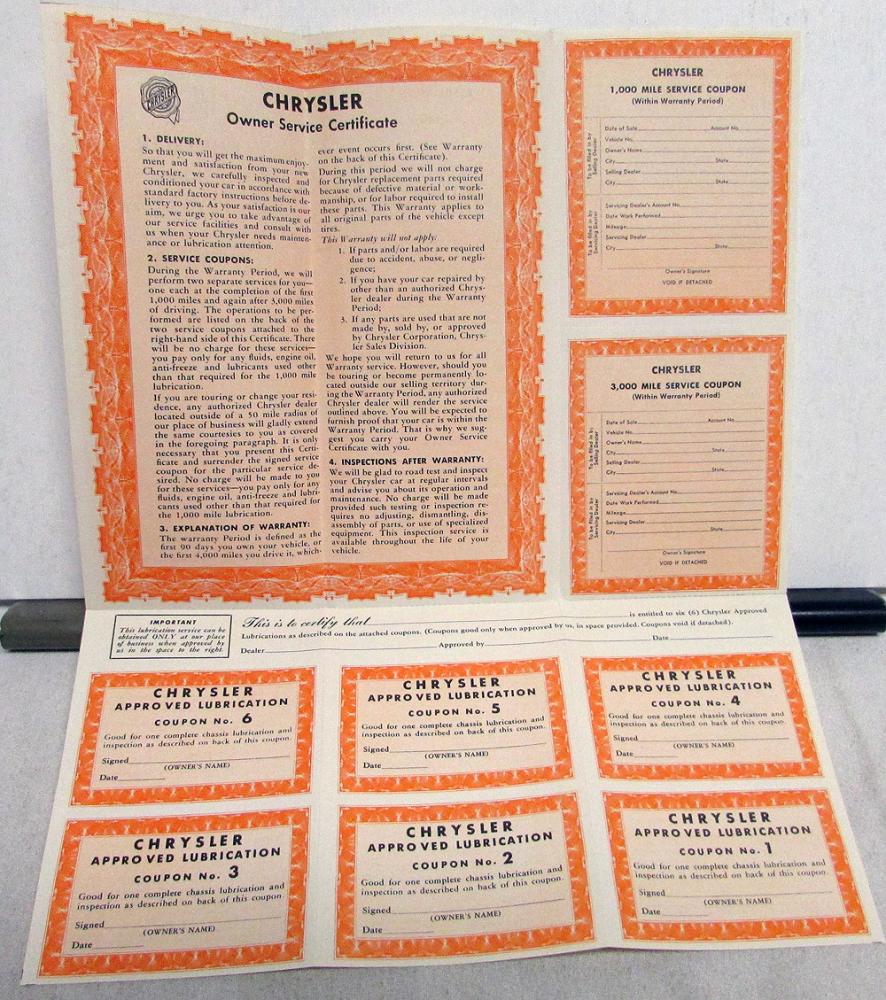 CHRYSLER
CHRYSLER
Owner Service Certificate
1. DELIVERY:
So that you will get the maximum enjoy-
ment and satisfaction from your new
Chrysler, we carefully inspected and
conditioned your car in accordance with
standard factory instructions before de-
livery to you. As your satisfaction is our
aim, we urge you to take advantage of
our service facilities and consult with
us when your Chrysler needs mainten-
ance or lubrication attention.
2. SERVICE COUPONS:
During the Warranty Period, we will
perform two separate services for you—
one each at the completion of the first
1,000 miles and again after 3,000 miles
of driving. The operations to be per-
formed are listed on the back of the
two service coupons attached to the
right-hand side of this Certificate. There
will be no charge for these services—
you pay only for any fluids, engine oil,
anti-freeze and lubricants used other
than that required for the 1,000 mile
lubrication.
If you are touring or change your resi-
dence, any authorized Chrysler dealer
located outside of a 50 mile radius of
our place of business will gladly extend
the same courtesies to you as covered
in the foregoing paragraph. It is only
necessary that you present this Certi-
ficate and surrender the signed service
coupon for the particular service de-
sired. No charge will be made to you
for these services—you pay only for any
fluids, engine oil, anti-freeze and lubri-
cants used other than that required for
the 1,000 mile lubrication.
3. EXPLANATION OF WARRANTY:
The warranty Period is defined as the
first 90 days you own your vehicle, or
the first 4,000 miles you drive it, which-
ever event occurs first. (See Warranty
on the back of this Certificate).
During this period we will not charge
for Chrysler replacement parts required
because of defective material or work-
manship, or for labor required to install
these parts. This Warranty applies to
all original parts of the vehicle except
tires.
This Warranty will not apply:
1. If parts and/or labor are required
due to accident, abuse, or negli-
gence;
2. If you have your car repaired by
other than an authorized Chrys-
ler dealer during the Warranty
Period;
3. If any parts are used that are not
made by, sold by, or approved
by Chrysler Corporation, Chrys-
ler Sales Division.
We hope you will return to us for all
Warranty service. However, should you
be touring or become permanently lo-
cated outside our selling territory dur-
ing the Warranty Period, any authorized
Chrysler dealer will render the service
outlined above. You will be expected to
furnish proof that your car is within the
Warranty Period. That is why we sug-
gest you carry your Owner Service
Certificate with you.
4. INSPECTIONS AFTER WARRANTY:
We will be glad to road test and inspect
your Chrysler car at regular intervals
and advise you about its operation and
maintenance. No charge will be made
provided such testing or inspection re-
quires no adjusting, dismantling, dis-
assembly of parts, or use of specialized
equipment. This inspection service is
available throughout the life of your
vehicle.
CHRYSLER
1,000 MILE SERVICE COUPON
(Within Warranty Period)
To be filled in by
Selling Dealer
Date of Sale Account No.
Vehicle No.
Owner's Name
City State
Selling Dealer
City State
To be filled in by
Servicing Dealer
Servicing Dealer's Account No.
Date Work Performed
Mileage
Servicing Dealer
City State
Owner's Signature
VOID IF DETACHED
CHRYSLER
3,000 MILE SERVICE COUPON
(Within Warranty Period)
To be filled in by
Selling Dealer
Date of Sale Account No.
Vehicle No.
Owner's Name
City State
Selling Dealer
City State
To be filled in by
Servicing Dealer
Servicing Dealer's Account No.
Date Work Performed
Mileage
Servicing Dealer
City State
Owner's Signature
VOID IF DETACHED
IMPORTANT
This lubrication service can be
obtained ONLY at our place
of business when approved by
us in the space to the right.
This is to certify that is entitled to six (6) Chrysler Approved
Lubrications as described on the attached coupons. (Coupons good only when approved by us, in space provided. Coupons void if detached).
Dealer Approved by Date
CHRYSLER
APPROVED LUBRICATION
COUPON No. 6
Good for one complete chassis lubrication and
inspection as described on back of this coupon.
Signed
(OWNER'S NAME)
Date
CHRYSLER
APPROVED LUBRICATION
COUPON No. 5
Good for one complete chassis lubrication and
inspection as described on back of this coupon.
Signed
(OWNER'S NAME)
Date
CHRYSLER
APPROVED LUBRICATION
COUPON No. 4
Good for one complete chassis lubrication and
inspection as described on back of this coupon.
Signed
(OWNER'S NAME)
Date
CHRYSLER
APPROVED LUBRICATION
COUPON No. 3
Good for one complete chassis lubrication and
inspection as described on back of this coupon.
Signed
(OWNER'S NAME)
Date
CHRYSLER
APPROVED LUBRICATION
COUPON No. 2
Good for one complete chassis lubrication and
inspection as described on back of this coupon.
Signed
(OWNER'S NAME)
Date
CHRYSLER
APPROVED LUBRICATION
COUPON No. 1
Good for one complete chassis lubrication and
inspection as described on back of this coupon.
Signed
(OWNER'S NAME)
Date